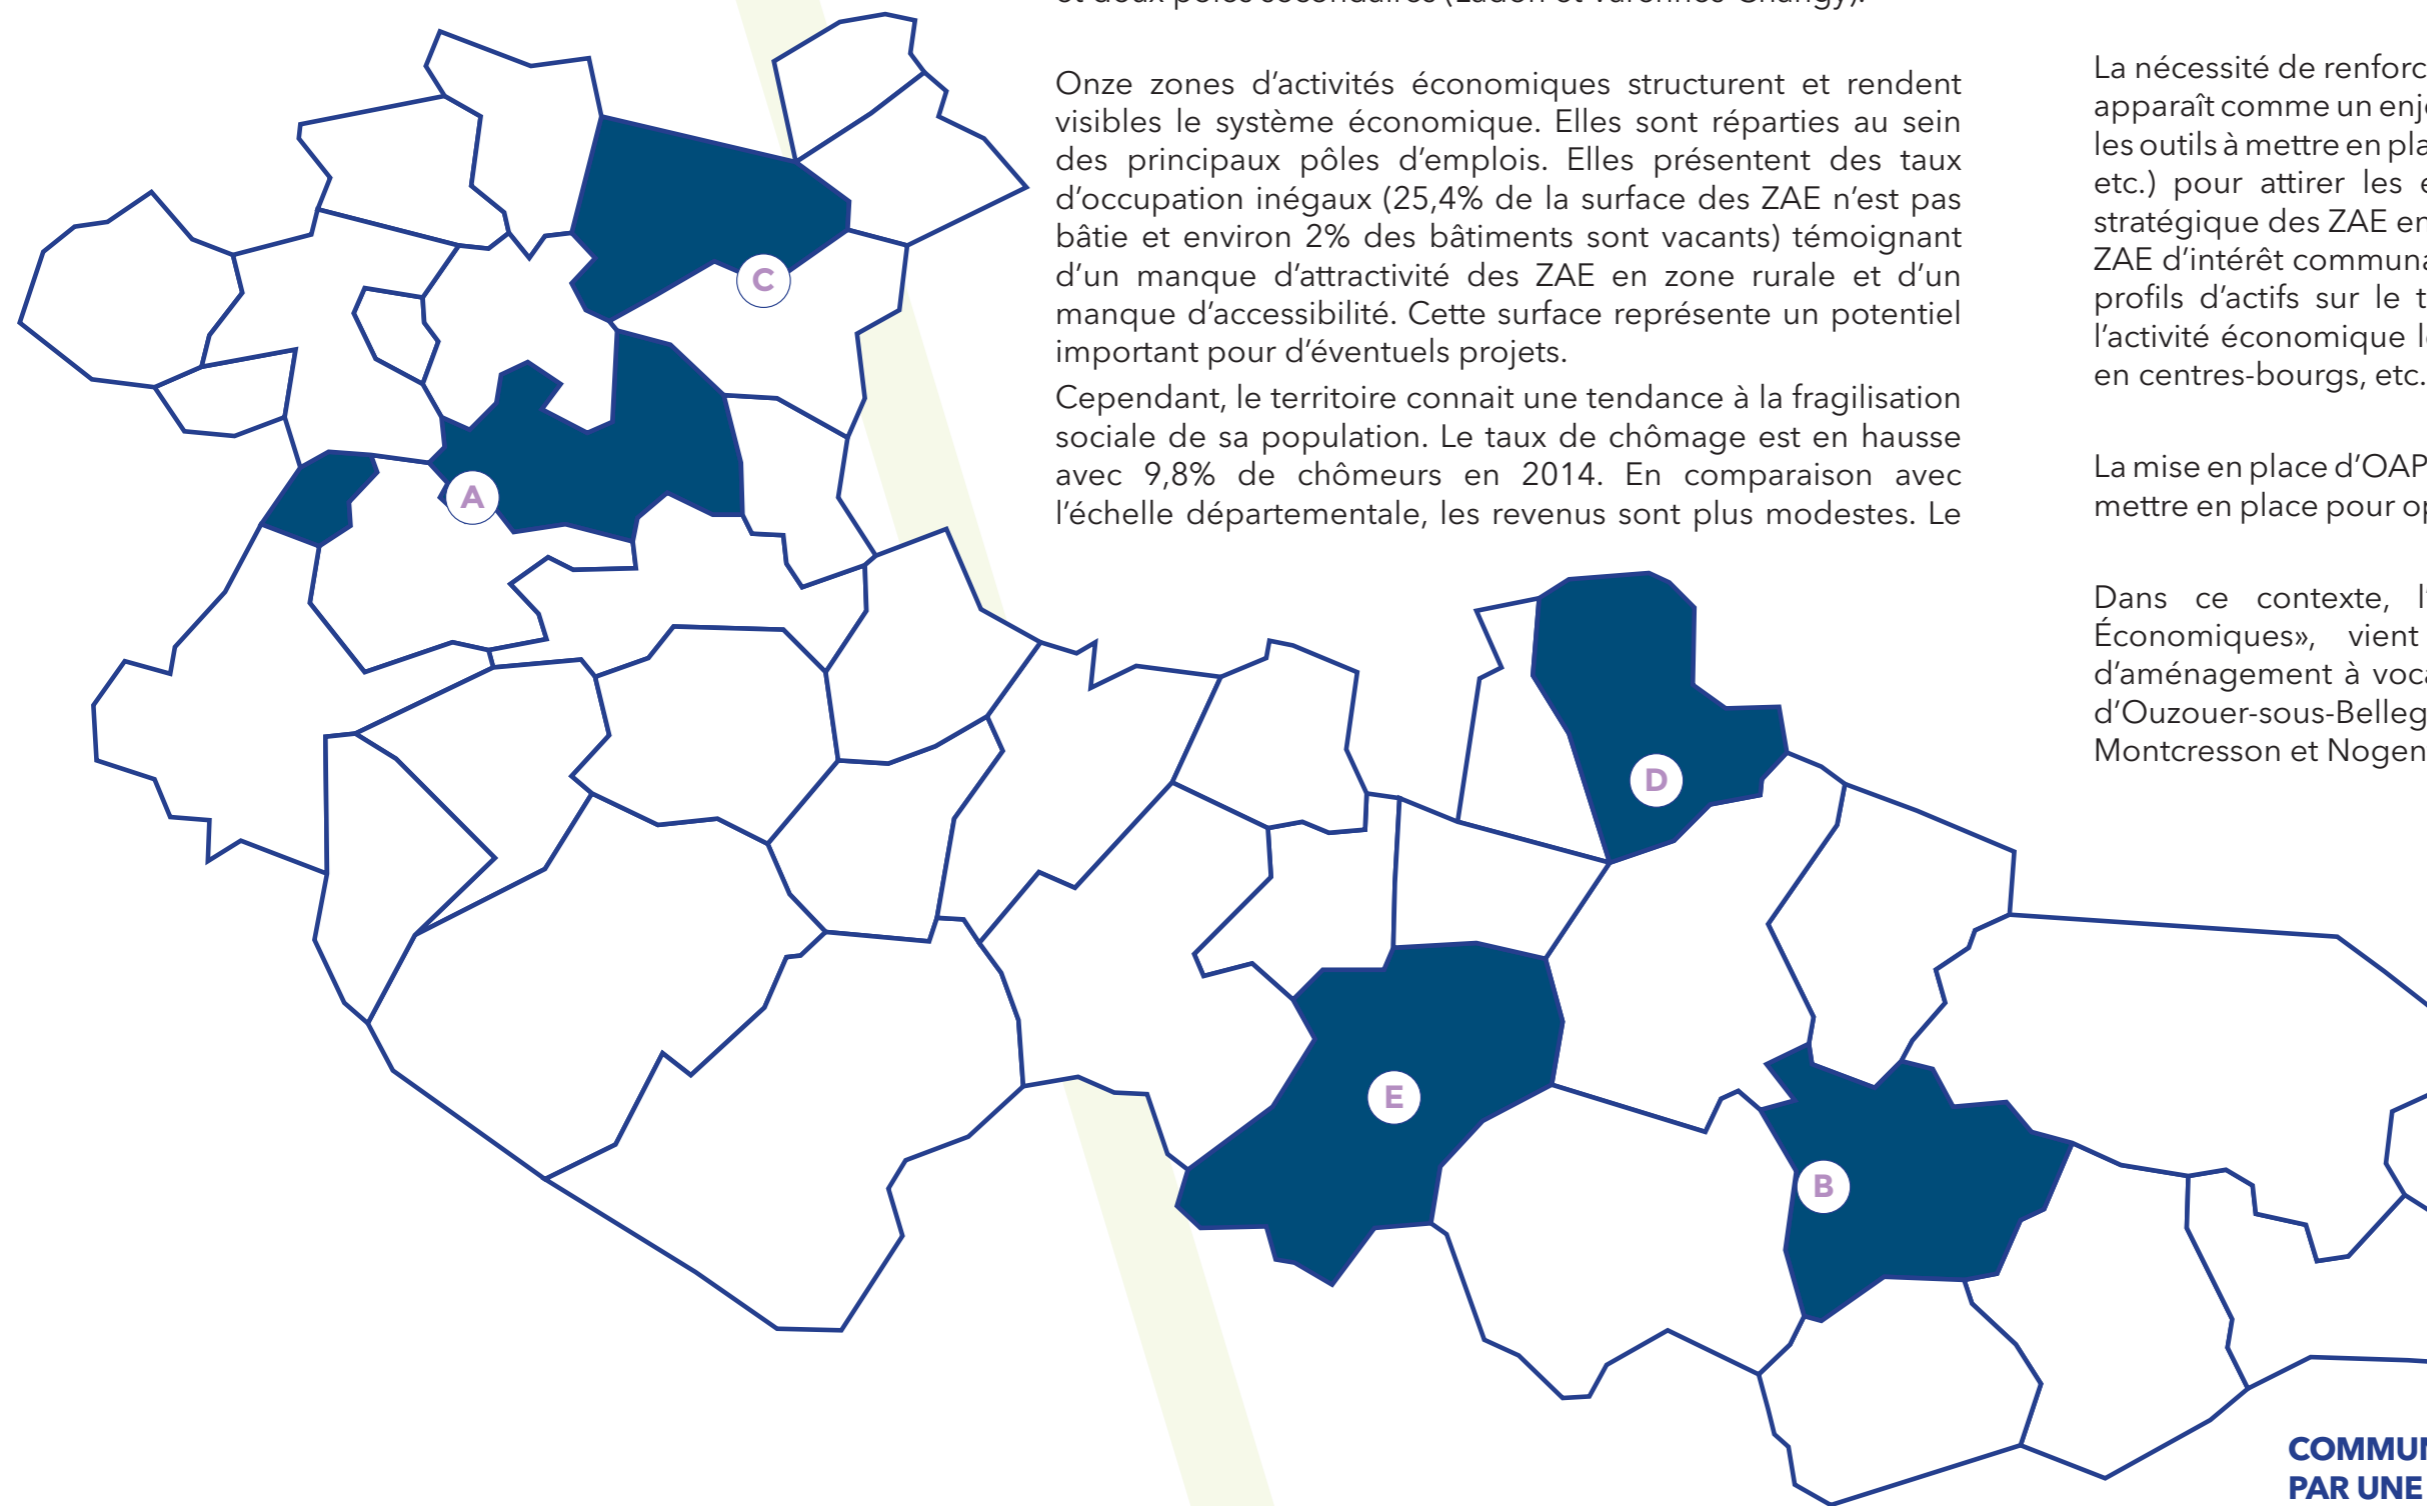 Onze zones d’activités économiques structurent et rendent
visibles le système économique. Elles sont réparties au sein
des principaux pôles d’emplois. Elles présentent des taux
d’occupation inégaux (25,4% de la surface des ZAE n’est pas
bâtie et environ 2% des bâtiments sont vacants) témoignant
d’un manque d’attractivité des ZAE en zone rurale et d’un
manque d’accessibilité. Cette surface représente un potentiel
important pour d’éventuels projets.
Cependant, le territoire connait une tendance à la fragilisation
sociale de sa population. Le taux de chômage est en hausse
avec 9,8% de chômeurs en 2014. En comparaison avec
l’échelle départementale, les revenus sont plus modestes. Le
La nécessité de renforc
apparaît comme un enj
les outils à mettre en pla
etc.) pour attirer les
stratégique des ZAE en
ZAE d’intérêt communa
profils d’actifs sur le t
l’activité économique l
en centres-bourgs, etc.
La mise en place d’OAP
mettre en place pour op
Dans ce contexte, l’
Économiques», vient
d’aménagement à voca
d’Ouzouer-sous-Belleg
Montcresson et Nogen
C
A
D
E
B
COMMUN
PAR UNE